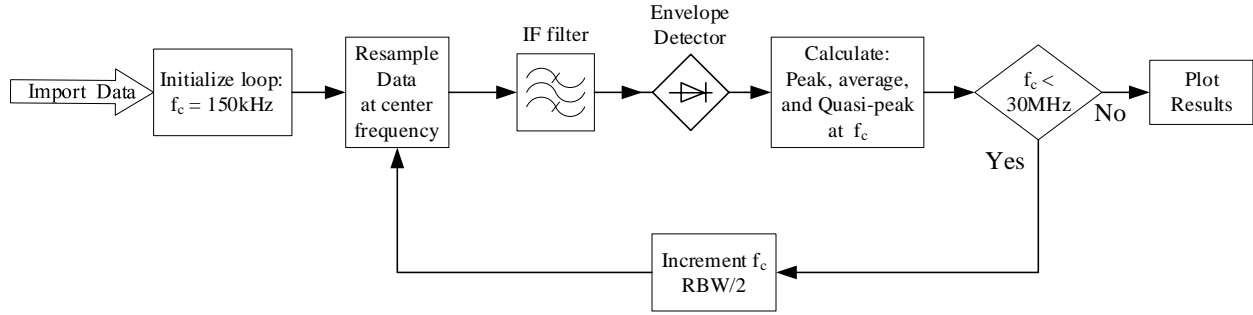 Import Data
Initialize loop:
f_c = 150kHz
Resample
Data
at center
frequency
IF filter
Envelope
Detector
Calculate:
Peak, average,
and Quasi-peak
at f_c
f_c <
30MHz
No
Plot
Results
Yes
Increment f_c
RBW/2